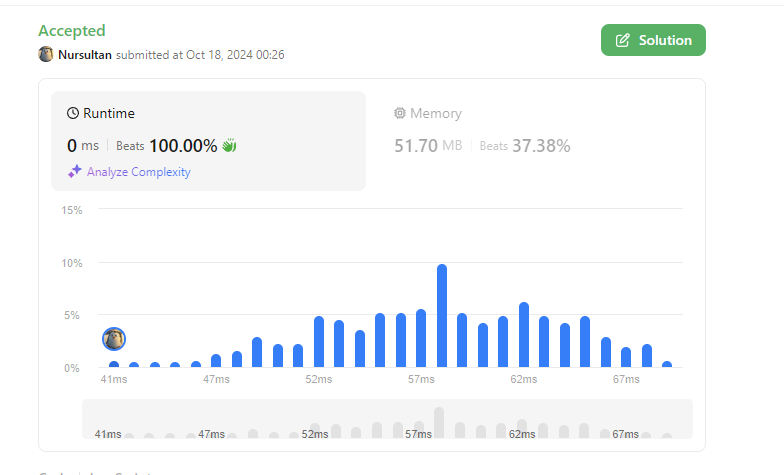 Accepted
Nursultan submitted at Oct 18, 2024 00:26
Solution
Runtime
0 ms Beats 100.00%
Analyze Complexity
Memory
51.70 MB Beats 37.38%
15%
10%
5%
0%
41ms 47ms 52ms 57ms 62ms 67ms
41ms 47ms 52ms 57ms 62ms 67ms